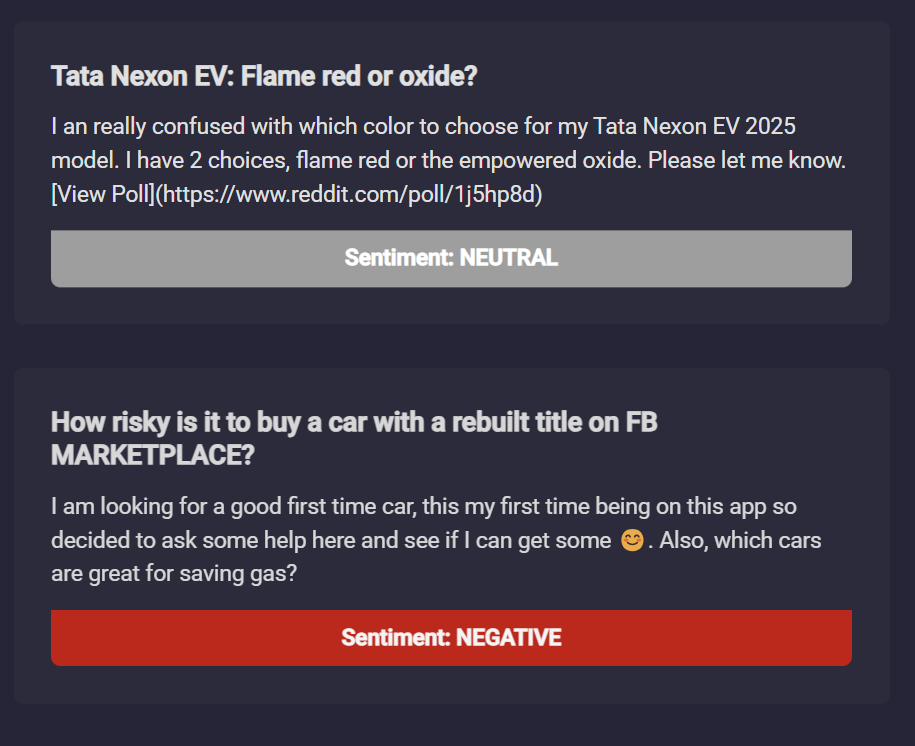 Tata Nexon EV: Flame red or oxide?
I an really confused with which color to choose for my Tata Nexon EV 2025
model. I have 2 choices, flame red or the empowered oxide. Please let me know.
[View Poll](https://www.reddit.com/poll/1j5hp8d)
Sentiment: NEUTRAL
How risky is it to buy a car with a rebuilt title on FB
MARKETPLACE?
I am looking for a good first time car, this my first time being on this app so
decided to ask some help here and see if I can get some 😊. Also, which cars
are great for saving gas?
Sentiment: NEGATIVE